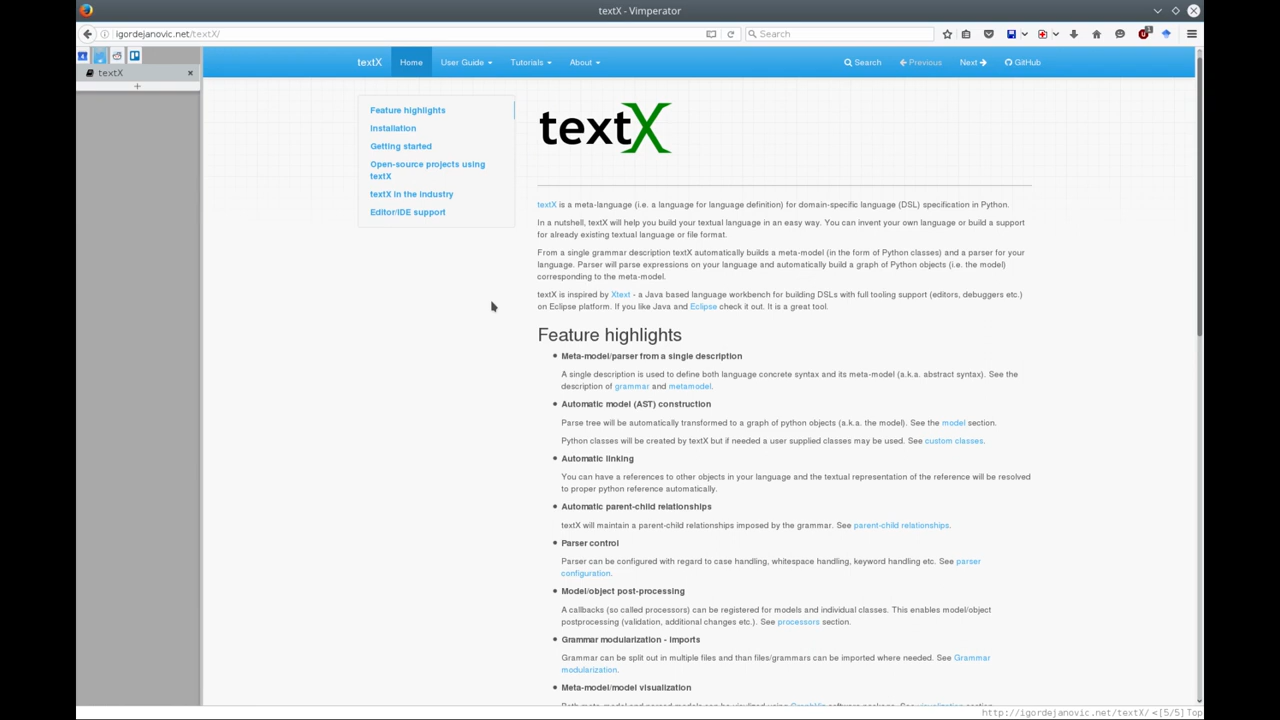 textX - Vimperator
igordejanovic.net/textX/
Search
textX
textX Home User Guide Tutorials About Search Previous Next GitHub
Feature highlights
Installation
Getting started
Open-source projects using
textX
textX in the industry
Editor/IDE support
textX
textX is a meta-language (i.e. a language for language definition) for domain-specific language (DSL) specification in Python.
In a nutshell, textX will help you build your textual language in an easy way. You can invent your own language or build a support
for already existing textual language or file format.
From a single grammar description textX automatically builds a meta-model (in the form of Python classes) and a parser for your
language. Parser will parse expressions on your language and automatically build a graph of Python objects (i.e. the model)
corresponding to the meta-model.
textX is inspired by Xtext - a Java based language workbench for building DSLs with full tooling support (editors, debuggers etc.)
on Eclipse platform. If you like Java and Eclipse check it out. It is a great tool.
Feature highlights
Meta-model/parser from a single description
A single description is used to define both language concrete syntax and its meta-model (a.k.a. abstract syntax). See the
description of grammar and metamodel.
Automatic model (AST) construction
Parse tree will be automatically transformed to a graph of python objects (a.k.a. the model). See the model section.
Python classes will be created by textX but if needed a user supplied classes may be used. See custom classes.
Automatic linking
You can have a references to other objects in your language and the textual representation of the reference will be resolved
to proper python reference automatically.
Automatic parent-child relationships
textX will maintain a parent-child relationships imposed by the grammar. See parent-child relationships.
Parser control
Parser can be configured with regard to case handling, whitespace handling, keyword handling etc. See parser
configuration.
Model/object post-processing
A callbacks (so called processors) can be registered for models and individual classes. This enables model/object
postprocessing (validation, additional changes etc.). See processors section.
Grammar modularization - imports
Grammar can be split out in multiple files and than files/grammars can be imported where needed. See Grammar
modularization.
Meta-model/model visualization
http://igordejanovic.net/textX/ <[5/5] Top